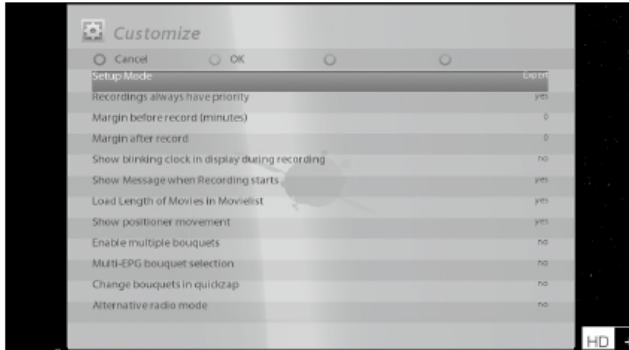 Customize
Cancel OK
Setup Mode Expert
Recordings always have priority yes
Margin before record (minutes) 0
Margin after record 0
Show blinking clock in display during recording no
Show Message when Recording starts yes
Load Length of Movies in Movielist yes
Show positioner movement yes
Enable multiple bouquets no
Multi-EPG bouquet selection no
Change bouquets in quickzap no
Alternative radio mode no
HD